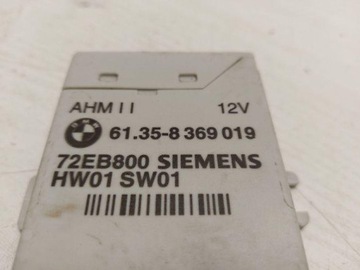 AHM II 12V
61.35-8 369 019
72EB800 SIEMENS
HW01 SW01